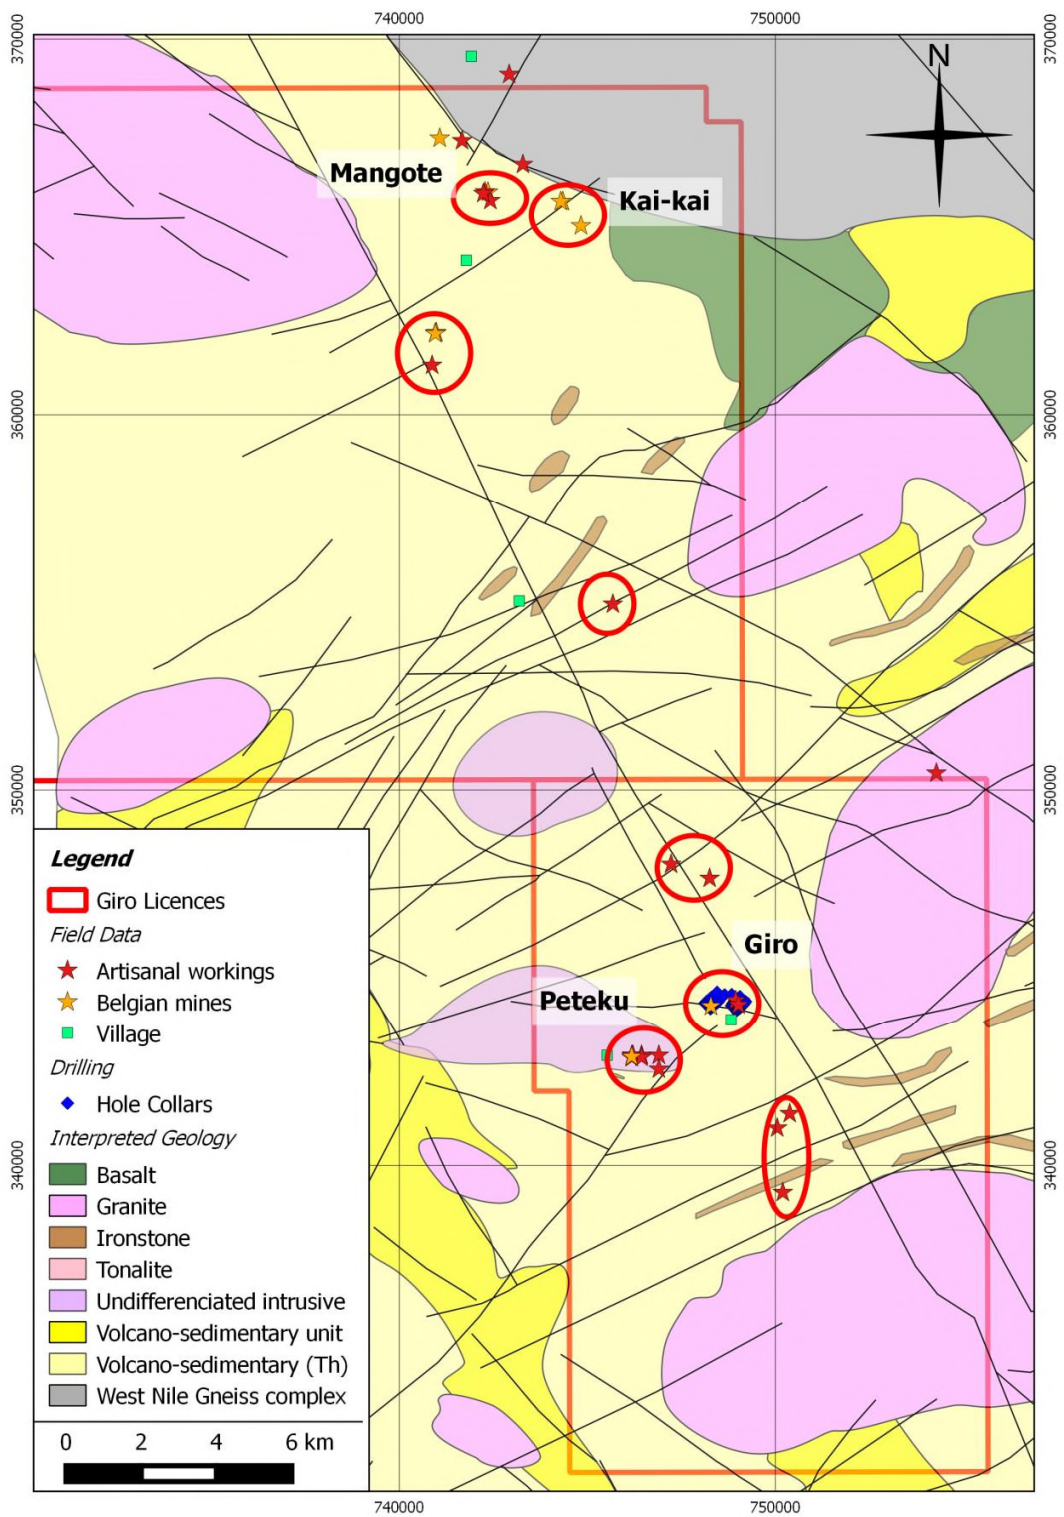 740000
750000
370000
370000
N
Mangote
Kai-kai
360000
360000
350000
350000
Giro
Peteku
340000
340000
Legend
Giro Licences
Field Data
Artisanal workings
Belgian mines
Village
Drilling
Hole Collars
Interpreted Geology
Basalt
Granite
Ironstone
Tonalite
Undifferenciated intrusive
Volcano-sedimentary unit
Volcano-sedimentary (Th)
West Nile Gneiss complex
0 2 4 6 km
740000
750000